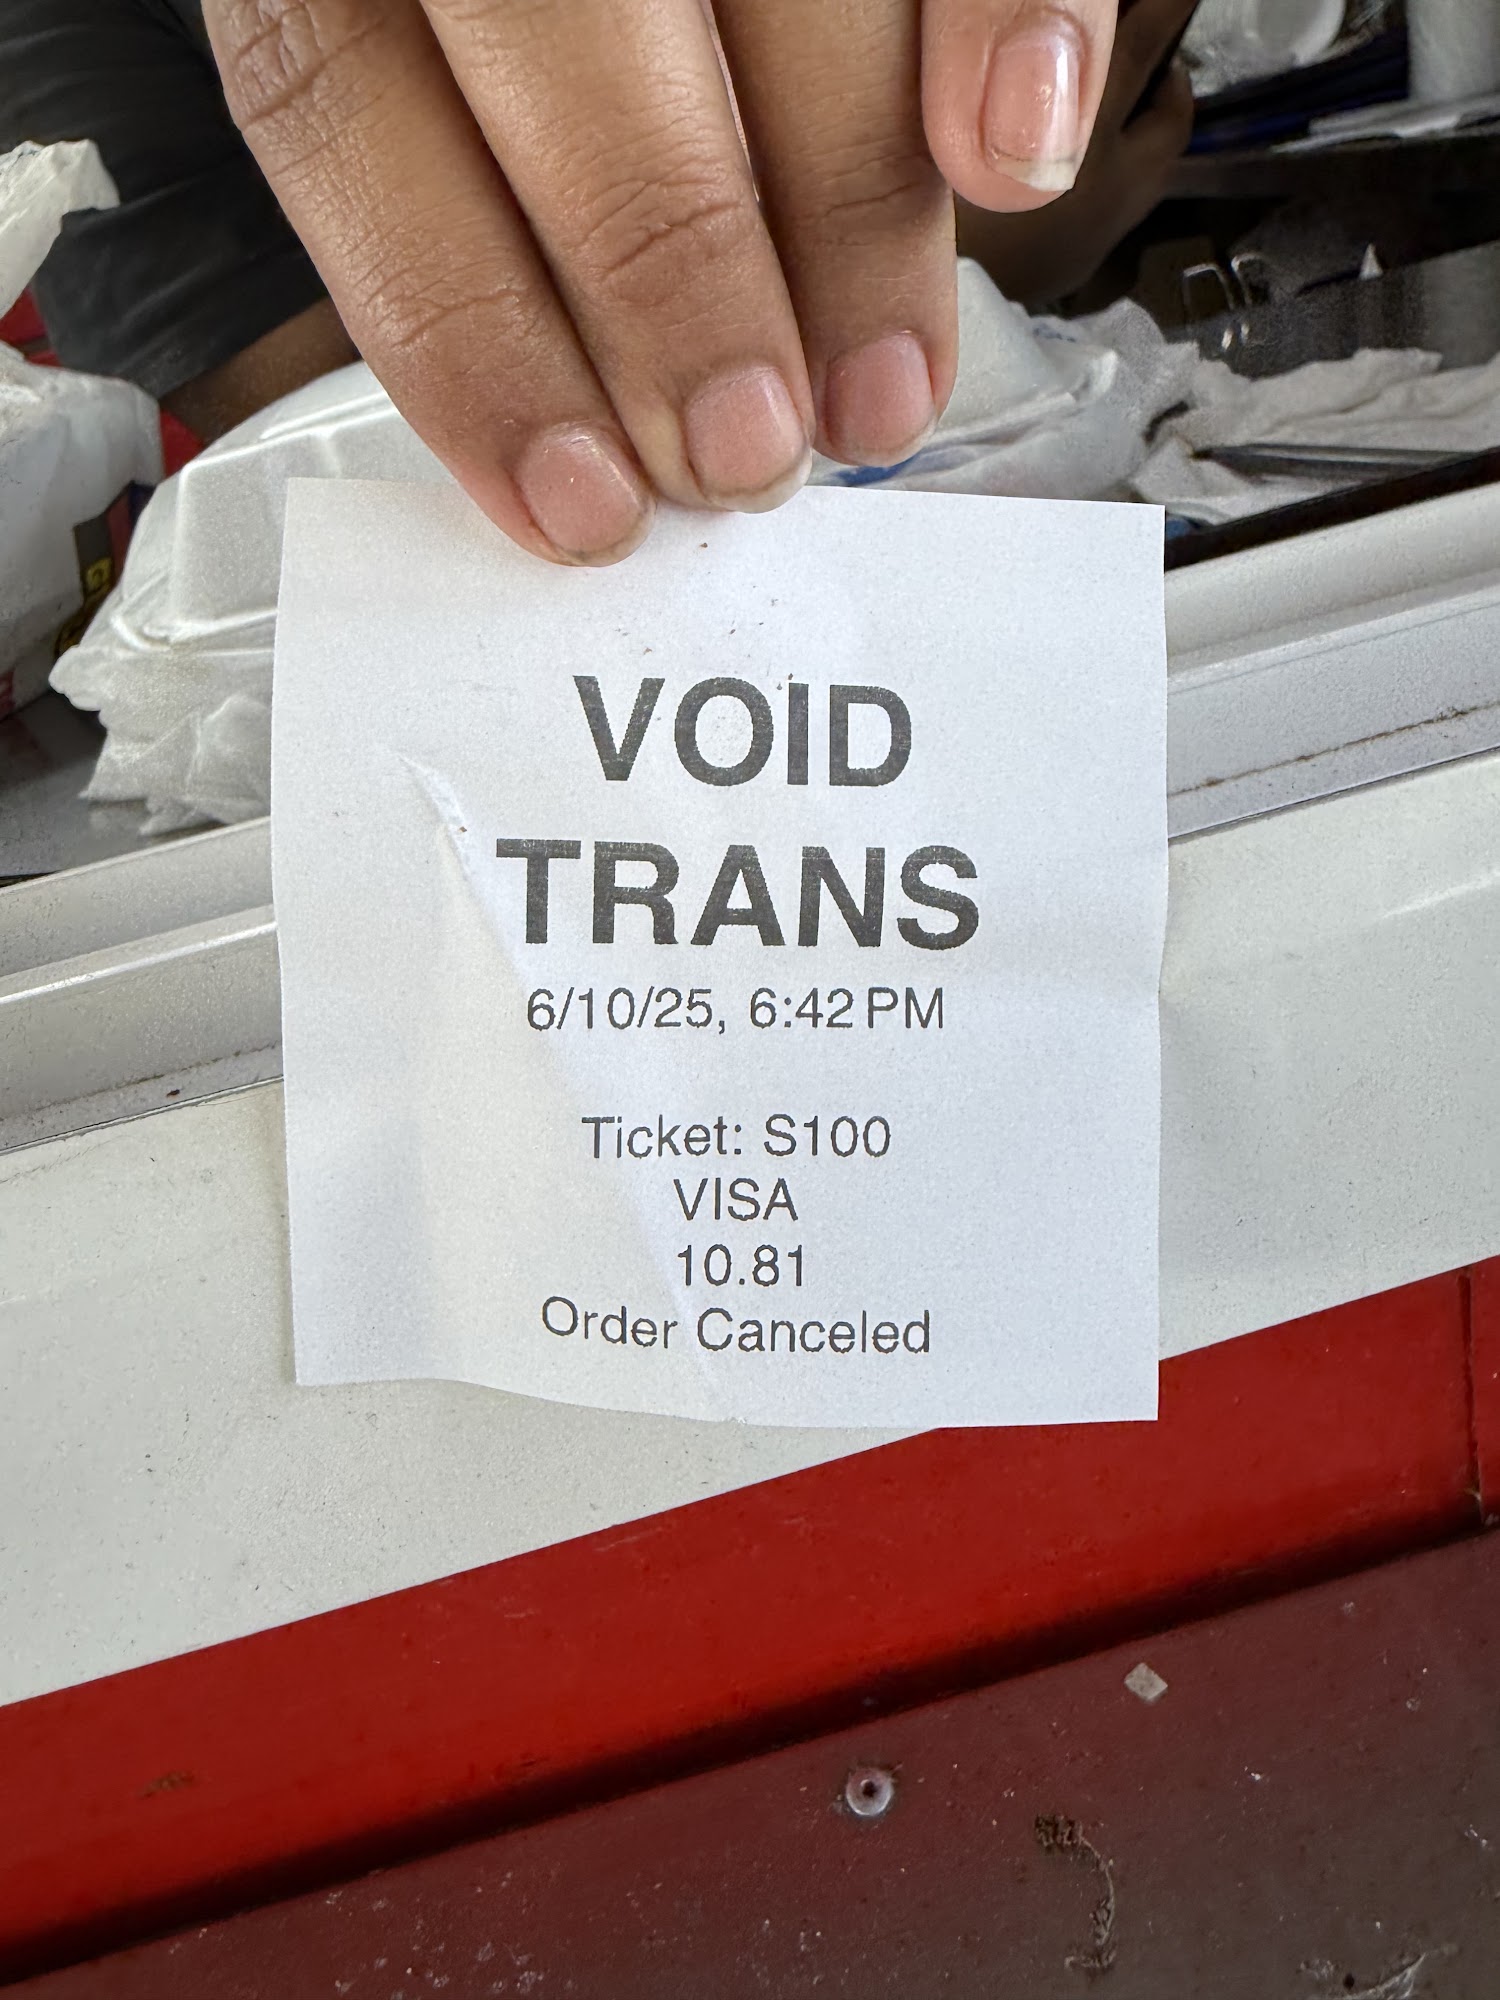 VOID
TRANS
6/10/25, 6:42 PM
Ticket: S100
VISA
10.81
Order Canceled